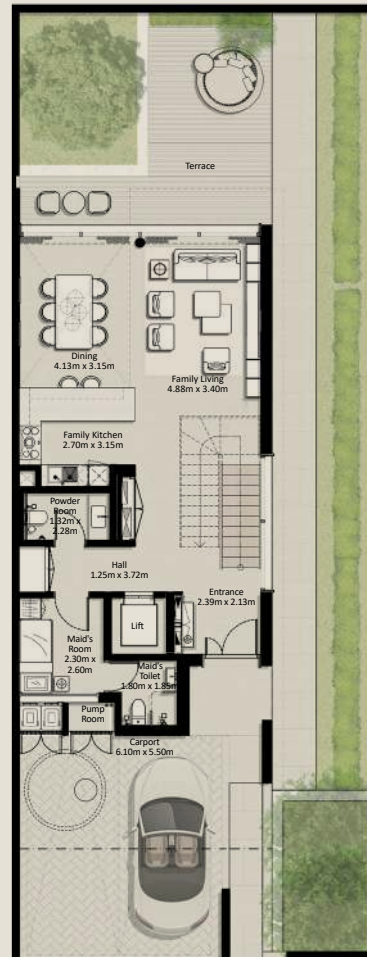 Terrace
Dining
4.13m x 3.15m
Family Living
4.88m x 3.40m
Family Kitchen
2.70m x 3.15m
Powder
Room
1.32m x
2.28m
Hall
1.25m x 3.72m
Entrance
2.39m x 2.13m
Lift
Maid's
Room
2.30m x
2.60m
Maid's
Toilet
1.80m x 1.85m
Pump
Room
Carport
6.10m x 5.50m